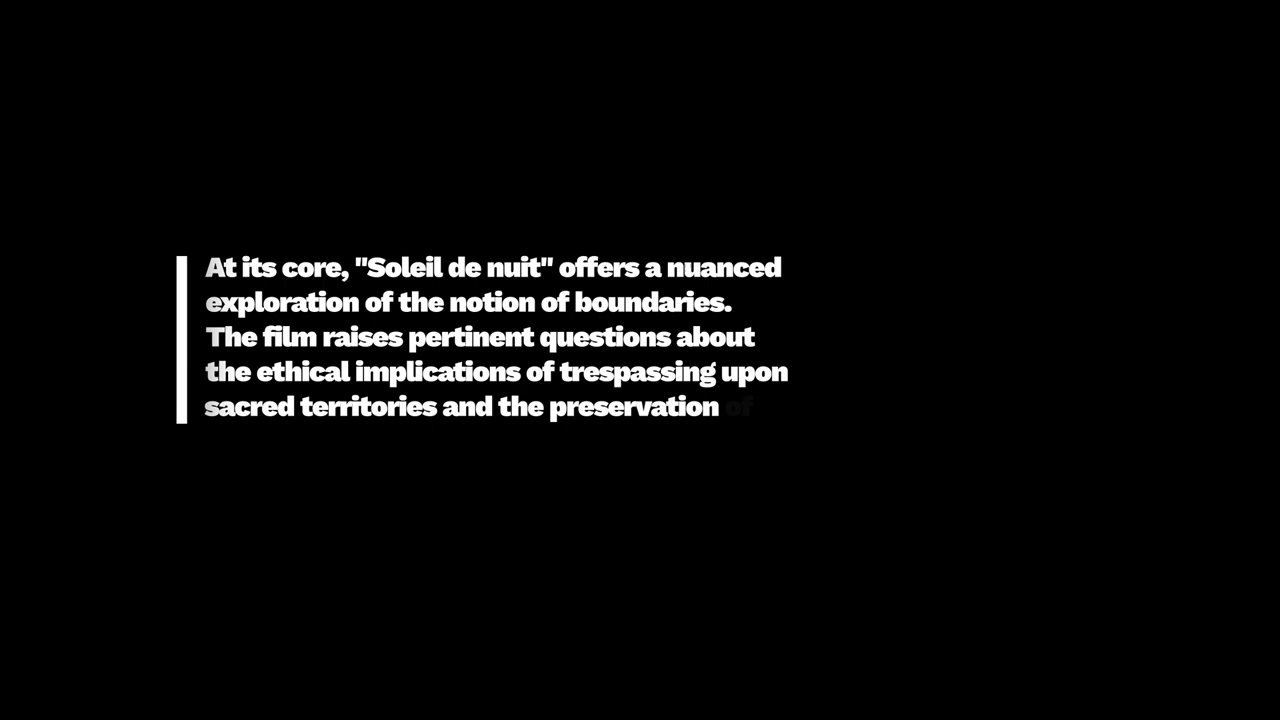 At its core, "Soleil de nuit" offers a nuanced
exploration of the notion of boundaries.
The film raises pertinent questions about
the ethical implications of trespassing upon
sacred territories and the preservation of